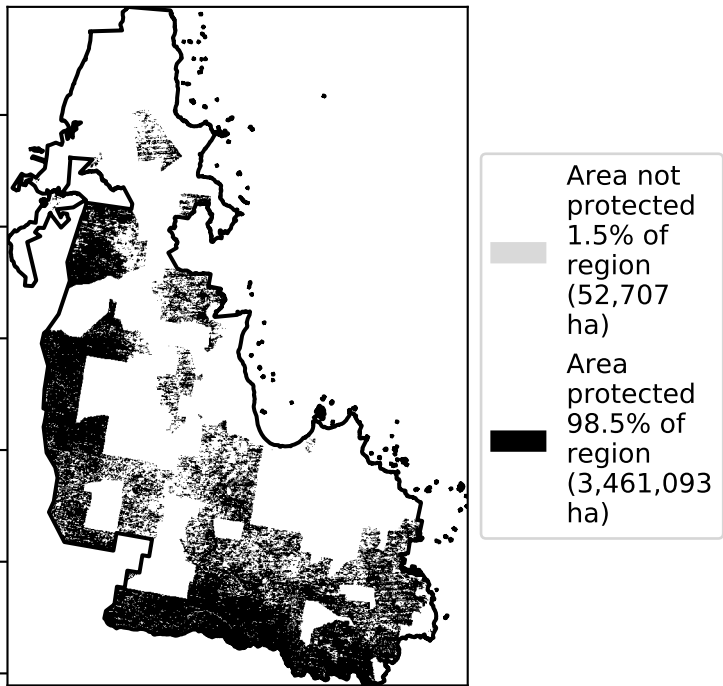 Area not
protected
1.5% of
region
(52,707
ha)
Area
protected
98.5% of
region
(3,461,093
ha)